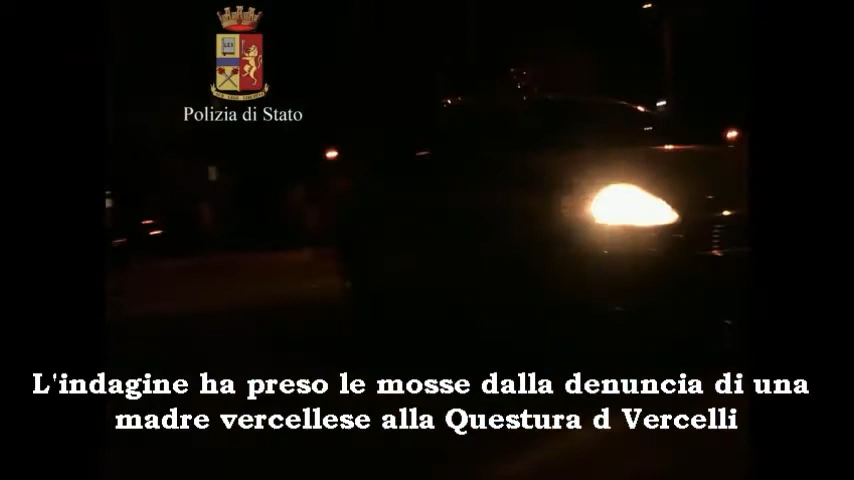 Polizia di Stato
L'indagine ha preso le mosse dalla denuncia di una
madre vercellese alla Questura d Vercelli